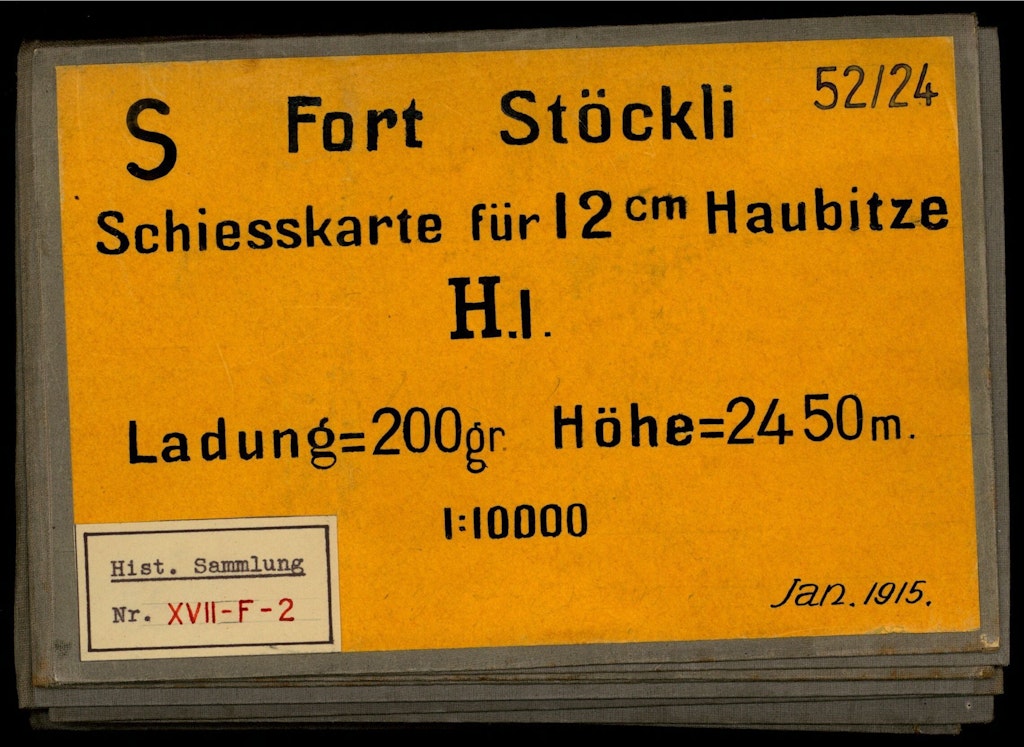 S Fort Stöckli 52/24
Schiesskarte für 12 cm Haubitze
H.I.
Ladung=200gr. Höhe=2450m.
1:10000
Jan. 1915.
Hist. Sammlung
Nr. XVII-F-2